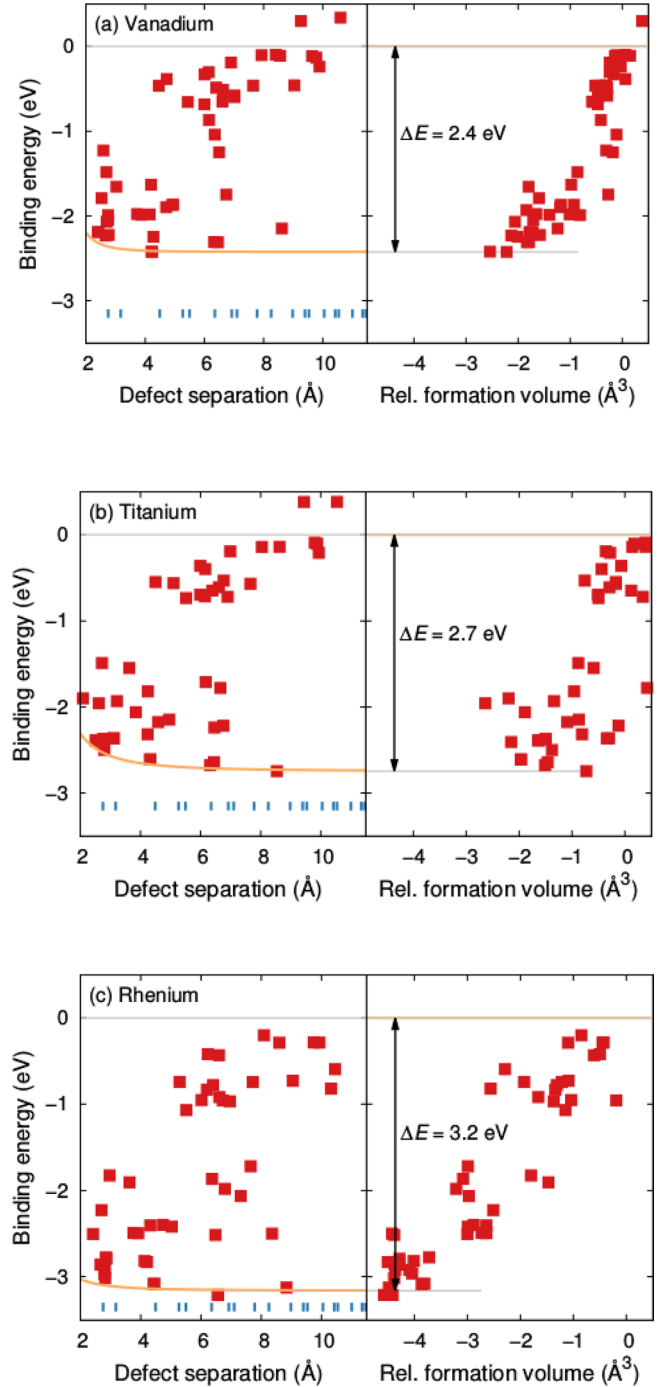 (a) Vanadium
0
−1
−2
−3
Binding energy (eV)
ΔE = 2.4 eV
2 4 6 8 10 −4 −3 −2 −1 0
Defect separation (Å) Rel. formation volume (Å³)
(b) Titanium
0
−1
−2
−3
Binding energy (eV)
ΔE = 2.7 eV
2 4 6 8 10 −4 −3 −2 −1 0
Defect separation (Å) Rel. formation volume (Å³)
(c) Rhenium
0
−1
−2
−3
Binding energy (eV)
ΔE = 3.2 eV
2 4 6 8 10 −4 −3 −2 −1 0
Defect separation (Å) Rel. formation volume (Å³)